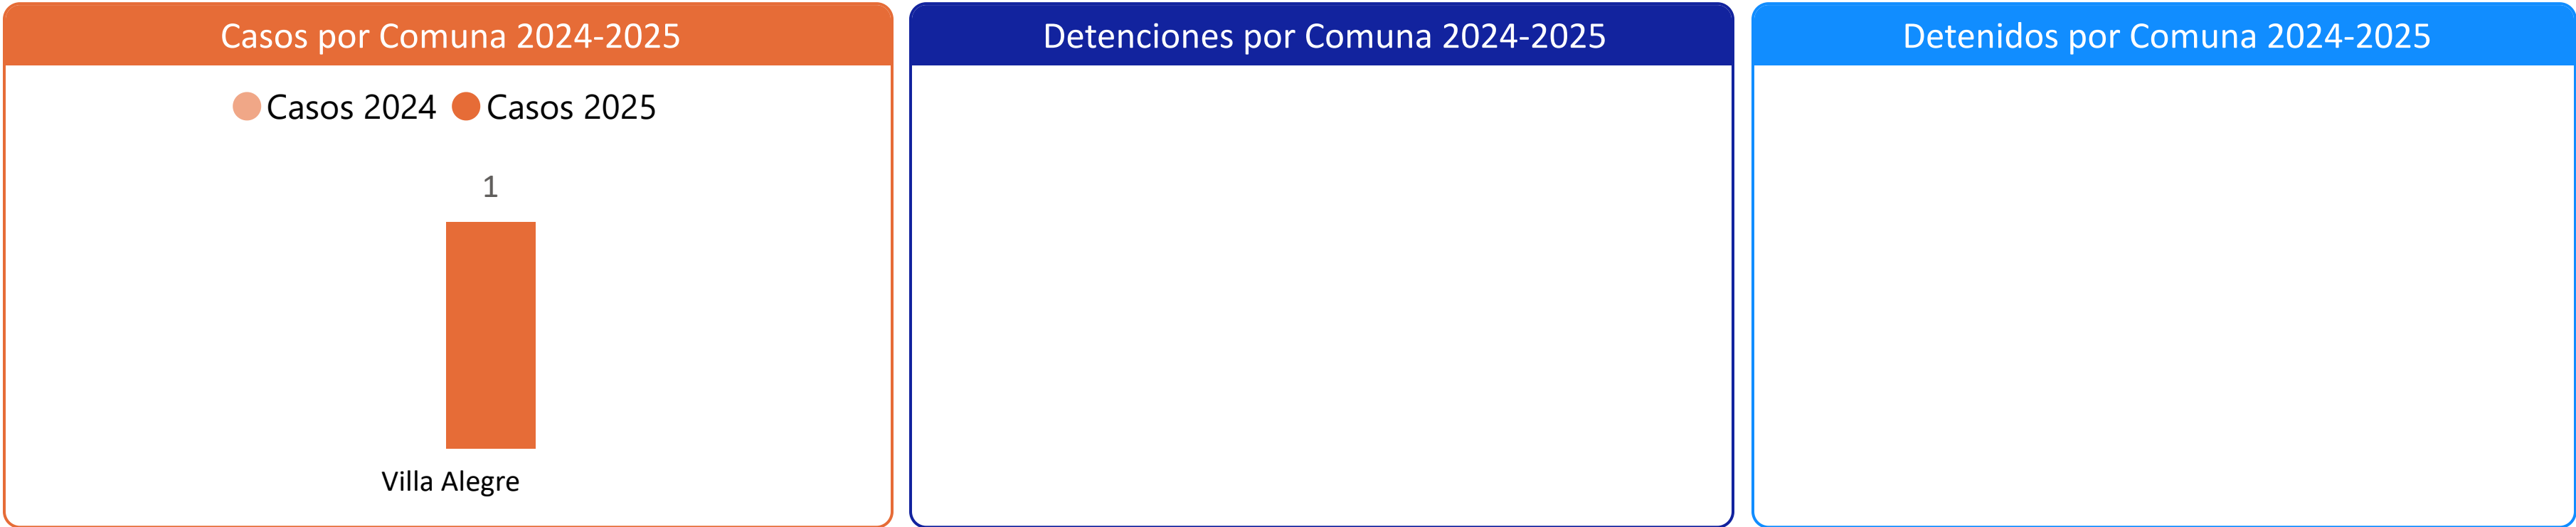 Casos por Comuna 2024-2025
Casos 2024 Casos 2025
1
Villa Alegre
Detenciones por Comuna 2024-2025
Detenidos por Comuna 2024-2025